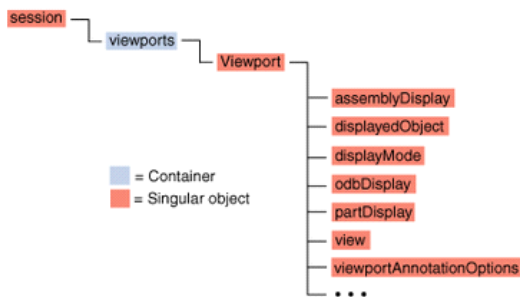 session
viewports
Viewport
assemblyDisplay
displayedObject
displayMode
odbDisplay
partDisplay
view
viewportAnnotationOptions
• • •
= Container
= Singular object